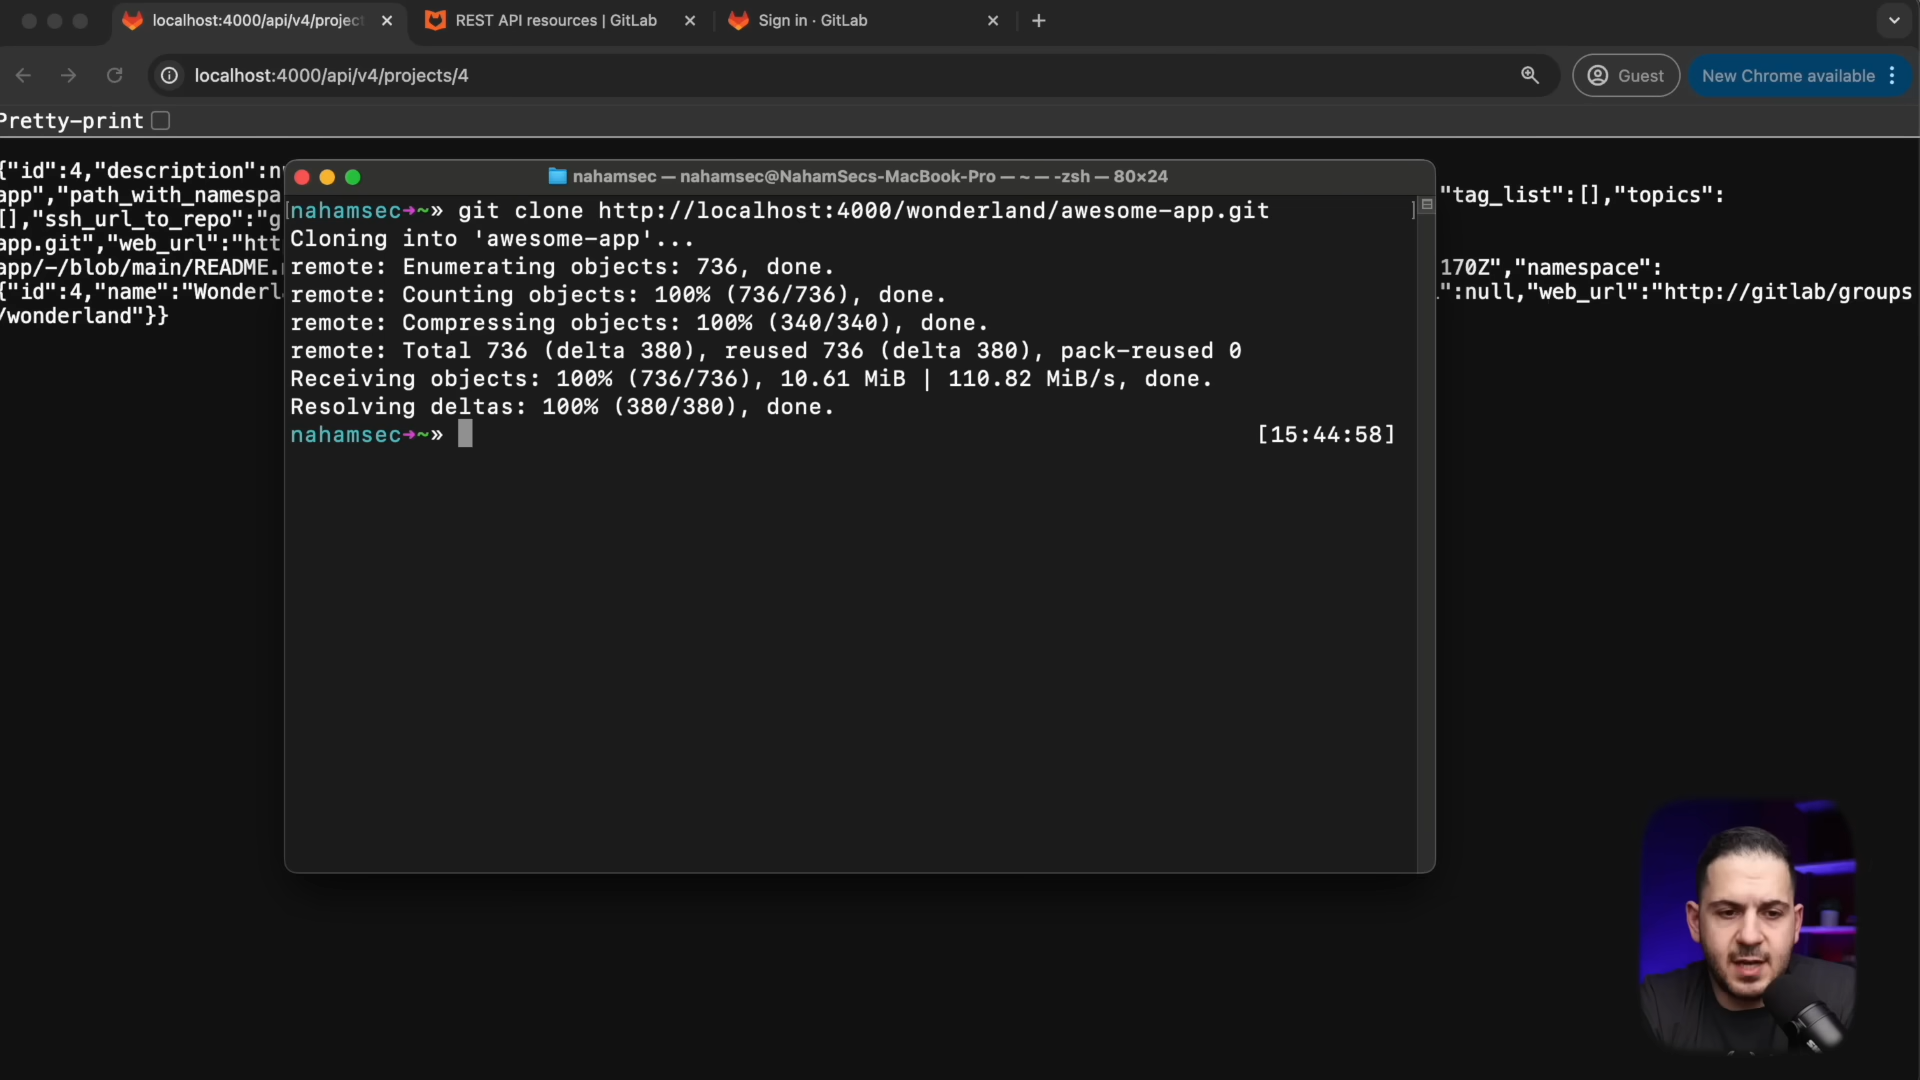 localhost:4000/api/v4/project
REST API resources | GitLab
Sign in · GitLab
localhost:4000/api/v4/projects/4
Guest
New Chrome available
Pretty-print
{"id":4,"description":n
app","path_with_namespa
"tag_list":[],"topics":
[],"ssh_url_to_repo":"g
app.git","web_url":"htt
app/-/blob/main/README.
170Z","namespace":
{"id":4,"name":"Wonderl
":null,"web_url":"http://gitlab/groups
/wonderland"}}
nahamsec — nahamsec@NahamSecs-MacBook-Pro — ~ — -zsh — 80×24
nahamsec➜~» git clone http://localhost:4000/wonderland/awesome-app.git
Cloning into 'awesome-app'...
remote: Enumerating objects: 736, done.
remote: Counting objects: 100% (736/736), done.
remote: Compressing objects: 100% (340/340), done.
remote: Total 736 (delta 380), reused 736 (delta 380), pack-reused 0
Receiving objects: 100% (736/736), 10.61 MiB | 110.82 MiB/s, done.
Resolving deltas: 100% (380/380), done.
nahamsec➜~» [15:44:58]